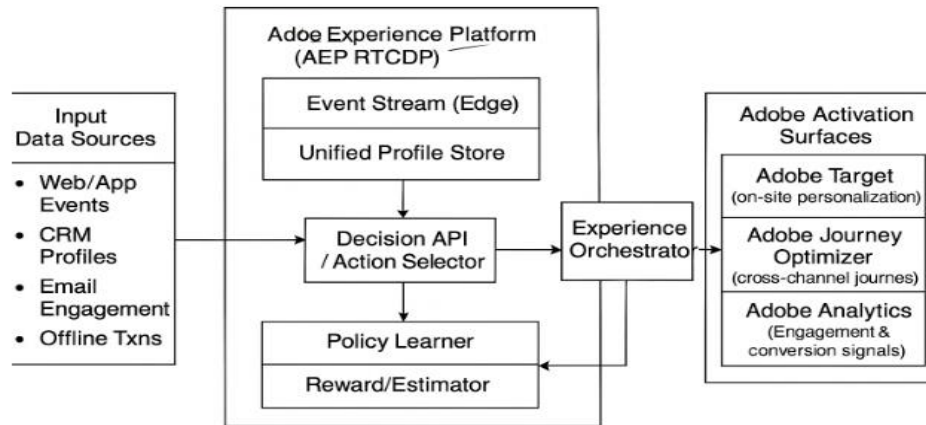 Input
Data Sources
• Web/App
Events
• CRM
Profiles
• Email
Engagement
• Offline Txns
Adoe Experience Platform
(AEP RTCDP)
Event Stream (Edge)
Unified Profile Store
Decision API
/ Action Selector
Policy Learner
Reward/Estimator
Experience
Orchestrato
Adobe Activation
Surfaces
Adobe Target
(on-site personalization)
Adobe Journey
Optimizer
(cross-channel journes)
Adobe Analytics
(Engagement &
conversion signals)